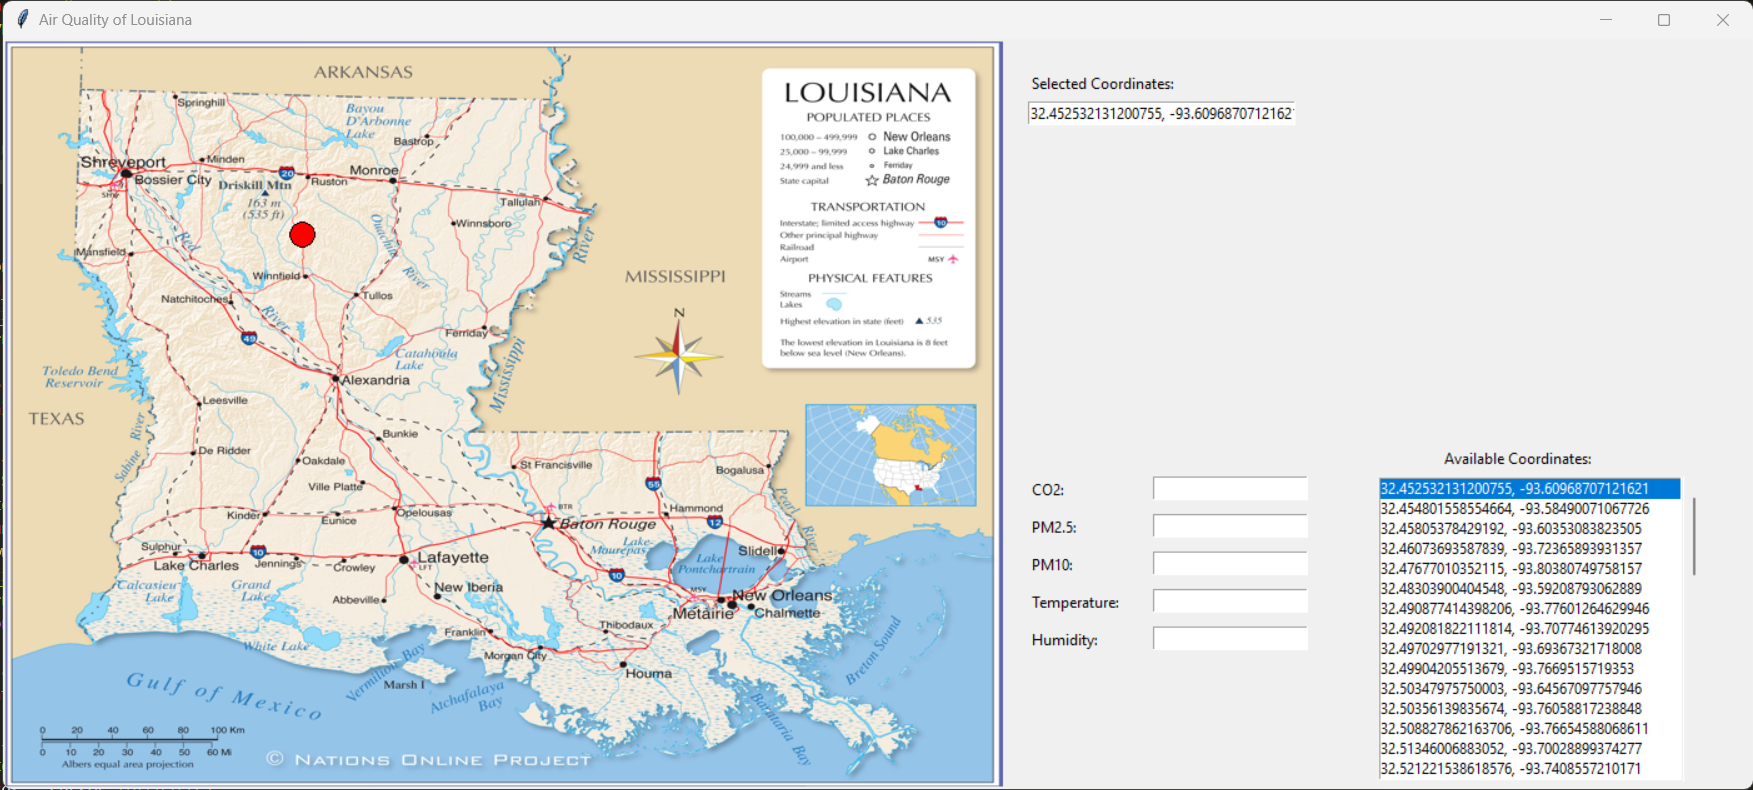 Air Quality of Louisiana
ARKANSAS
Springhill
Bayou
D'Arbonne
Lake
Bastrop
Shreveport
Minden
Bossier City
20
Monroe
Ruston
Driskill Mtn
163 m
(535 ft)
SHV
Tallulah
Winnsboro
Ouachita
River
Red
River
Mansfield
Winnfield
Natchitoches
Tullos
River
49
Ferriday
Catahoula
Lake
Mississippi
MISSISSIPPI
N
Toledo Bend
Reservoir
Alexandria
TEXAS
Leesville
Sabine River
Bunkie
De Ridder
Oakdale
Ville Platte
St Francisville
Bogalusa
55
Pearl River
Kinder
Eunice
Opelousas
BTR
Baton Rouge
Hammond
12
Sulphur
Lake Charles
10
Jennings
Crowley
Lafayette
LFT
Lake
Maurepas
Lake
Pontchartrain
Slidell
10
Calcasieu
Lake
Grand
Lake
Abbeville
New Iberia
MSY
New Orleans
Metairie
Chalmette
White Lake
Franklin
Morgan City
Thibodaux
Houma
Vermilion Bay
Marsh I
Atchafalaya
Bay
Barataria Bay
Breton Sound
Gulf of Mexico
0 20 40 60 80 100 Km
0 10 20 30 40 50 60 Mi
Albers equal area projection
© NATIONS ONLINE PROJECT
LOUISIANA
POPULATED PLACES
100,000 – 499,999 New Orleans
25,000 – 99,999 Lake Charles
24,999 and less Ferriday
State capital Baton Rouge
TRANSPORTATION
Interstate; limited access highway 10
Other principal highway
Railroad
Airport MSY
PHYSICAL FEATURES
Streams
Lakes
Highest elevation in state (feet) 535
The lowest elevation in Louisiana is 8 feet
below sea level (New Orleans).
Selected Coordinates:
32.452532131200755, -93.6096870712162
CO2:
PM2.5:
PM10:
Temperature:
Humidity:
Available Coordinates:
32.452532131200755, -93.60968707121621
32.454801558554664, -93.58490071067726
32.45805378429192, -93.60353083823505
32.46073693587839, -93.72365893931357
32.47677010352115, -93.80380749758157
32.48303900404548, -93.59208793062889
32.490877414398206, -93.77601264629946
32.492081822111814, -93.70774613920295
32.49702977191321, -93.69367321718008
32.49904205513679, -93.7669515719353
32.50347975750003, -93.64567097757946
32.50356139835674, -93.76058817238848
32.508827862163706, -93.76654588068611
32.51346006883052, -93.70028899374277
32.521221538618576, -93.7408557210171